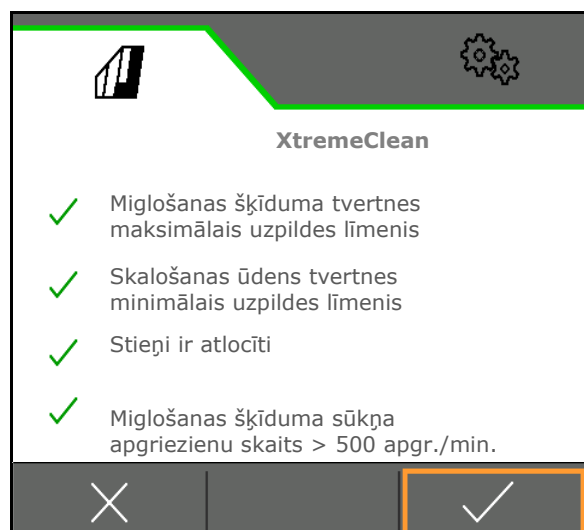 XtremeClean
Miglošanas šķīduma tvertnes
maksimālais uzpildes līmenis
Skalošanas ūdens tvertnes
minimālais uzpildes līmenis
Stieņi ir atlocīti
Miglošanas šķīduma sūkņa
apgriezienu skaits > 500 apgr./min.